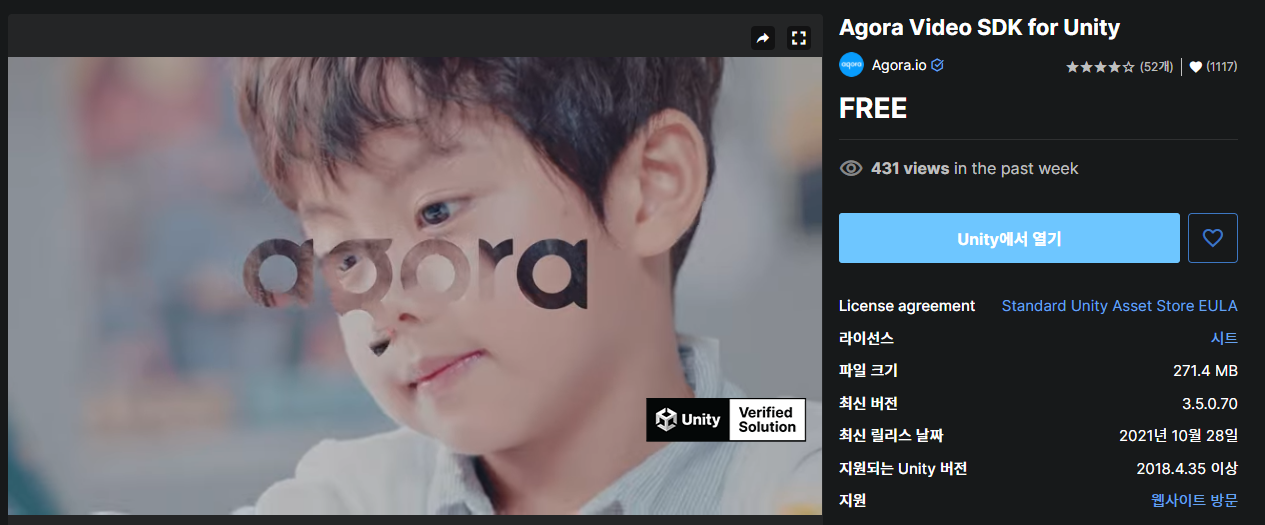 Agora Video SDK for Unity
agora Agora.io (52개) (1117)
FREE
431 views in the past week
Unity에서 열기
agora
Unity Verified Solution
License agreement Standard Unity Asset Store EULA
라이선스 시트
파일 크기 271.4 MB
최신 버전 3.5.0.70
최신 릴리스 날짜 2021년 10월 28일
지원되는 Unity 버전 2018.4.35 이상
지원 웹사이트 방문